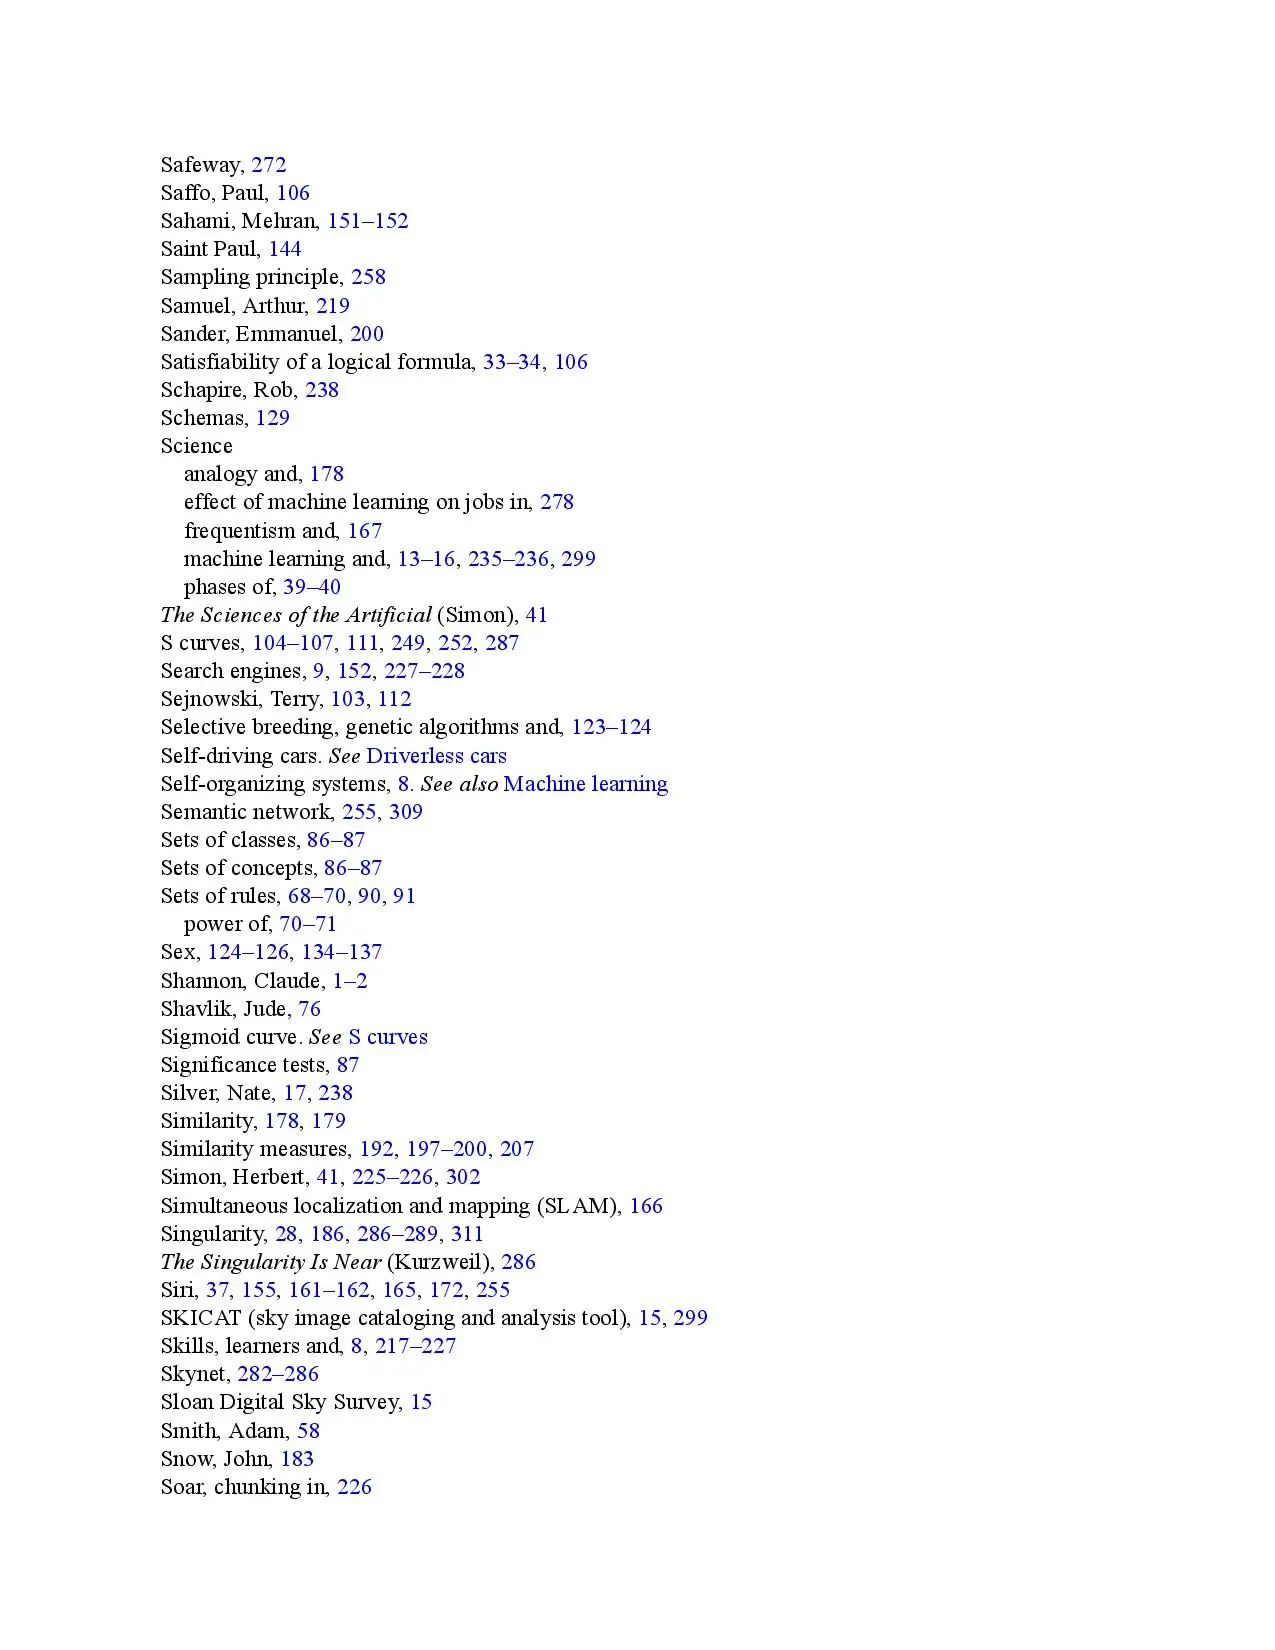 Safeway, 272
Saffo, Paul, 106
Sahami, Mehran, 151–152
Saint Paul, 144
Sampling principle, 258
Samuel, Arthur, 219
Sander, Emmanuel, 200
Satisfiability of a logical formula, 33–34, 106
Schapire, Rob, 238
Schemas, 129
Science
analogy and, 178
effect of machine learning on jobs in, 278
frequentism and, 167
machine learning and, 13–16, 235–236, 299
phases of, 39–40
The Sciences of the Artificial (Simon), 41
S curves, 104–107, 111, 249, 252, 287
Search engines, 9, 152, 227–228
Sejnowski, Terry, 103, 112
Selective breeding, genetic algorithms and, 123–124
Self-driving cars. See Driverless cars
Self-organizing systems, 8. See also Machine learning
Semantic network, 255, 309
Sets of classes, 86–87
Sets of concepts, 86–87
Sets of rules, 68–70, 90, 91
power of, 70–71
Sex, 124–126, 134–137
Shannon, Claude, 1–2
Shavlik, Jude, 76
Sigmoid curve. See S curves
Significance tests, 87
Silver, Nate, 17, 238
Similarity, 178, 179
Similarity measures, 192, 197–200, 207
Simon, Herbert, 41, 225–226, 302
Simultaneous localization and mapping (SLAM), 166
Singularity, 28, 186, 286–289, 311
The Singularity Is Near (Kurzweil), 286
Siri, 37, 155, 161–162, 165, 172, 255
SKICAT (sky image cataloging and analysis tool), 15, 299
Skills, learners and, 8, 217–227
Skynet, 282–286
Sloan Digital Sky Survey, 15
Smith, Adam, 58
Snow, John, 183
Soar, chunking in, 226